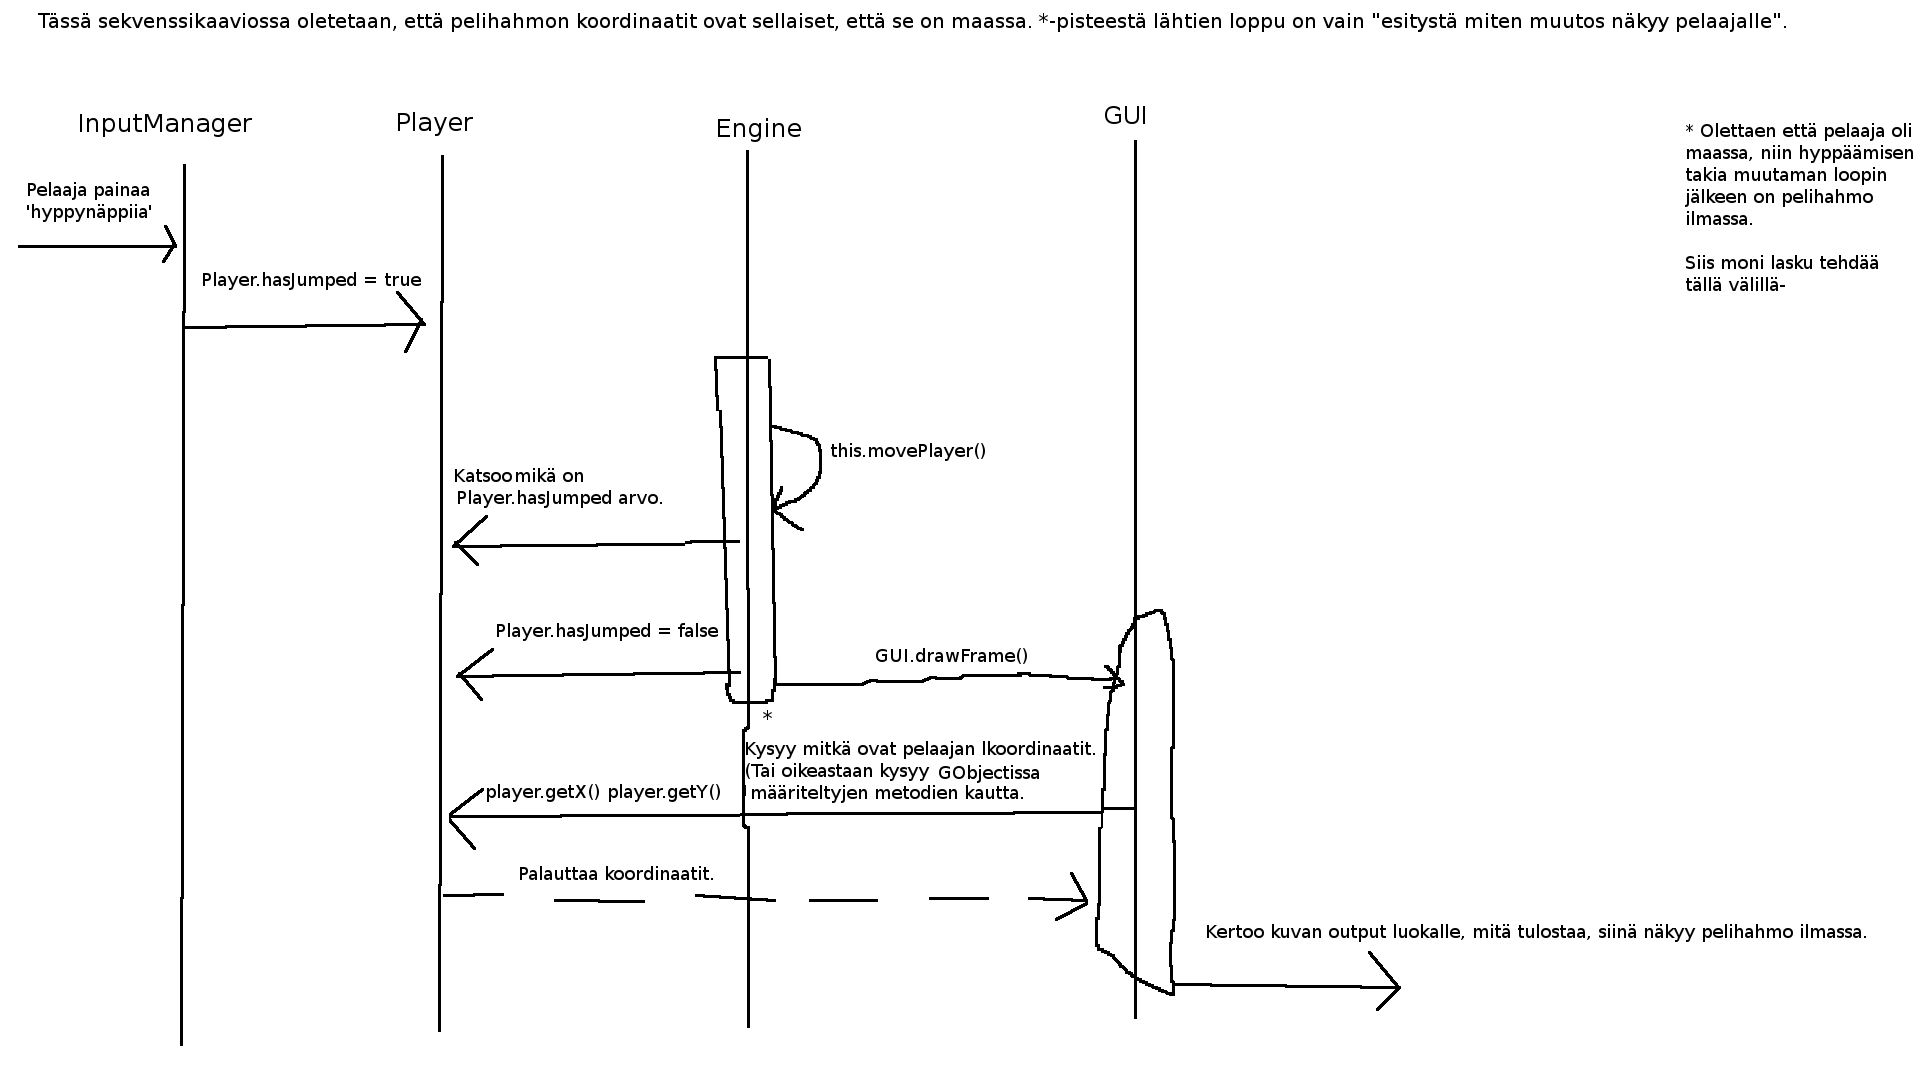 Tässä sekvenssikaaviossa oletetaan, että pelihahmon koordinaatit ovat sellaiset, että se on maassa. *-pisteestä lähtien loppu on vain "esitystä miten muutos näkyy pelaajalle".
InputManager
Player
Engine
GUI
* Olettaen että pelaaja oli
maassa, niin hyppäämisen
takia muutaman loopin
jälkeen on pelihahmo
ilmassa.
Siis moni lasku tehdää
tällä välillä-
Pelaaja painaa
'hyppynäppiia'
Player.hasJumped = true
this.movePlayer()
Katsoo mikä on
Player.hasJumped arvo.
Player.hasJumped = false
GUI.drawFrame()
*
Kysyy mitkä ovat pelaajan lkoordinaatit.
(Tai oikeastaan kysyy GObjectissa
määriteltyjen metodien kautta.
player.getX() player.getY()
Palauttaa koordinaatit.
Kertoo kuvan output luokalle, mitä tulostaa, siinä näkyy pelihahmo ilmassa.